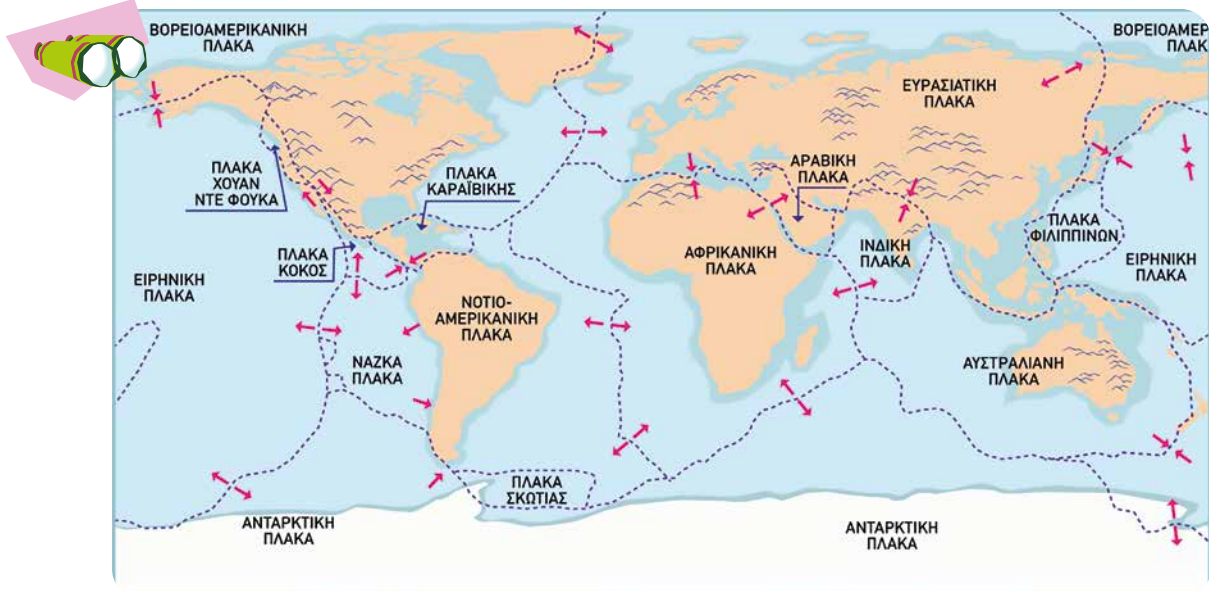 ΒΟΡΕΙΟΑΜΕΡΙΚΑΝΙΚΗ
ΠΛΑΚΑ
ΒΟΡΕΙΟΑΜΕΡ
ΠΛΑΚ
ΕΥΡΑΣΙΑΤΙΚΗ
ΠΛΑΚΑ
ΠΛΑΚΑ
ΧΟΥΑΝ
ΝΤΕ ΦΟΥΚΑ
ΠΛΑΚΑ
ΚΑΡΑΪΒΙΚΗΣ
ΑΡΑΒΙΚΗ
ΠΛΑΚΑ
ΠΛΑΚΑ
ΚΟΚΟΣ
ΑΦΡΙΚΑΝΙΚΗ
ΠΛΑΚΑ
ΙΝΔΙΚΗ
ΠΛΑΚΑ
ΠΛΑΚΑ
ΦΙΛΙΠΠΙΝΩΝ
ΕΙΡΗΝΙΚΗ
ΠΛΑΚΑ
ΕΙΡΗΝΙΚΗ
ΠΛΑΚΑ
ΝΟΤΙΟ-
ΑΜΕΡΙΚΑΝΙΚΗ
ΠΛΑΚΑ
ΝΑΖΚΑ
ΠΛΑΚΑ
ΑΥΣΤΡΑΛΙΑΝΗ
ΠΛΑΚΑ
ΠΛΑΚΑ
ΣΚΩΤΙΑΣ
ΑΝΤΑΡΚΤΙΚΗ
ΠΛΑΚΑ
ΑΝΤΑΡΚΤΙΚΗ
ΠΛΑΚΑ